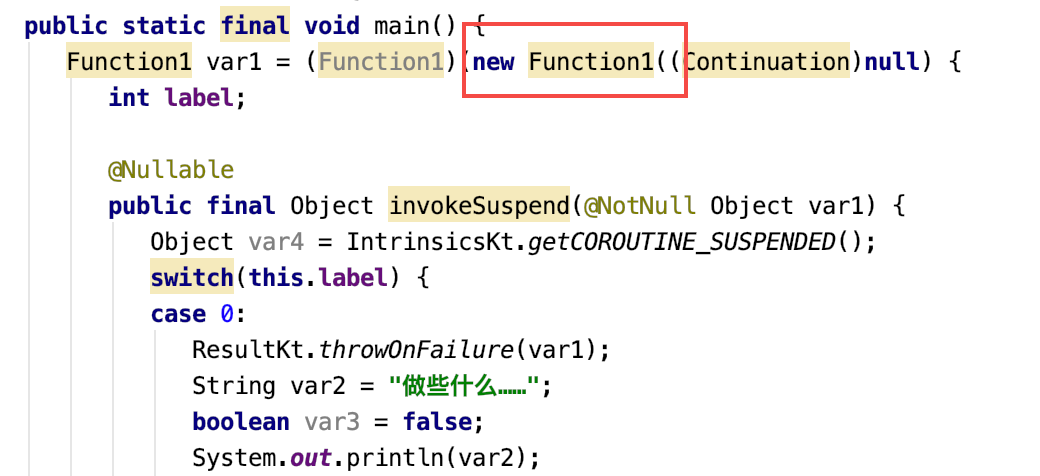 public static final void main() {
Function1 var1 = (Function1)(new Function1((Continuation)null) {
int label;
@Nullable
public final Object invokeSuspend(@NotNull Object var1) {
Object var4 = IntrinsicsKt.getCOROUTINE_SUSPENDED();
switch(this.label) {
case 0:
ResultKt.throwOnFailure(var1);
String var2 = "做些什么……";
boolean var3 = false;
System.out.println(var2);